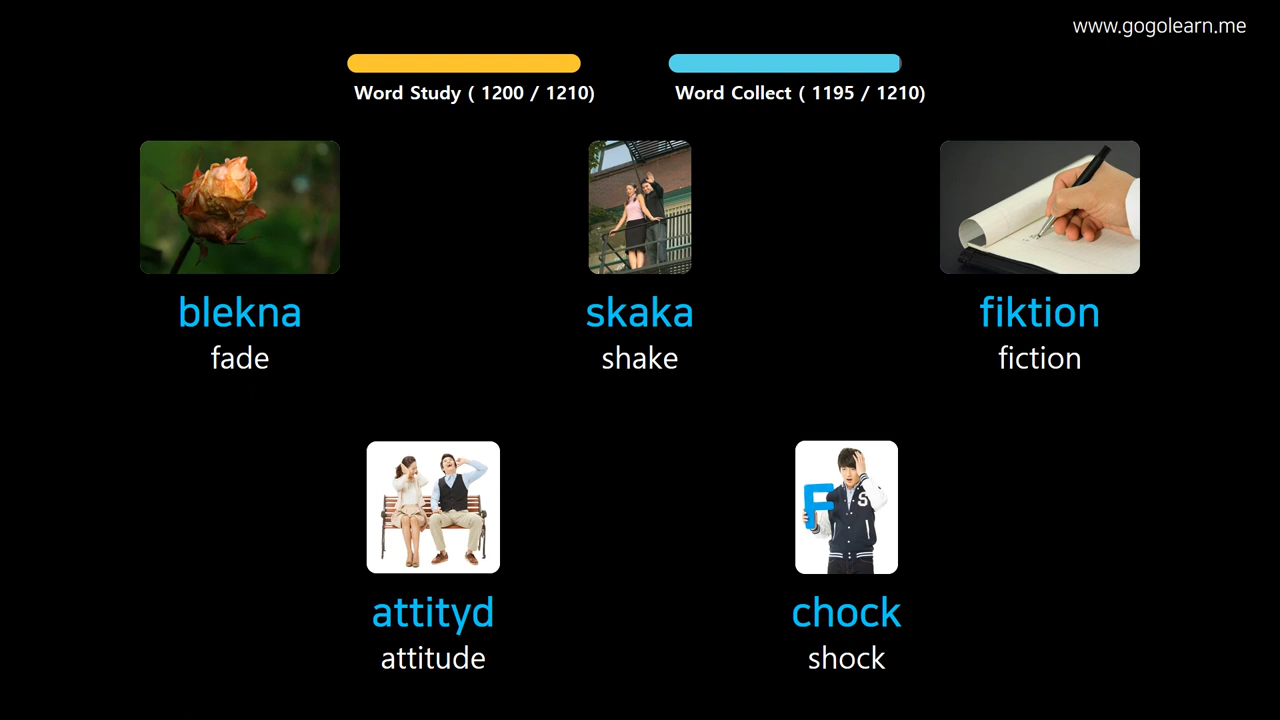 www.gogolearn.me
Word Study ( 1200 / 1210)
Word Collect ( 1195 / 1210)
blekna
fade
skaka
shake
fiktion
fiction
F
S
attityd
attitude
chock
shock